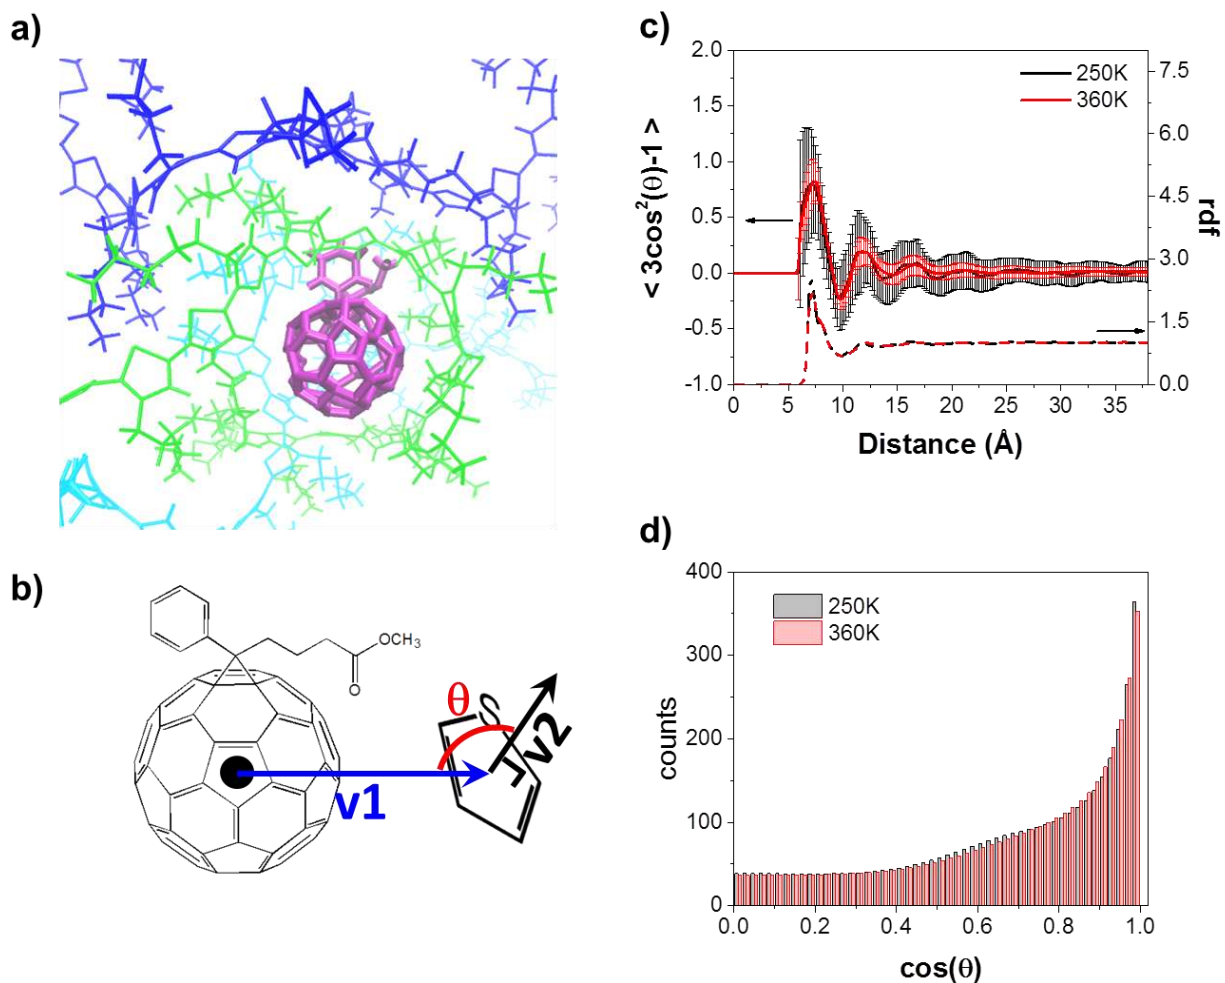 a)
b)
OCH3
O
θ
S
v1
v2
c)
2.0
1.5
1.0
0.5
0.0
-0.5
-1.0
< 3cos²(θ)-1 >
250K
360K
7.5
6.0
4.5
3.0
1.5
0.0
rdf
0 5 10 15 20 25 30 35
Distance (Å)
d)
400
300
200
100
0
counts
250K
360K
0.0 0.2 0.4 0.6 0.8 1.0
cos(θ)